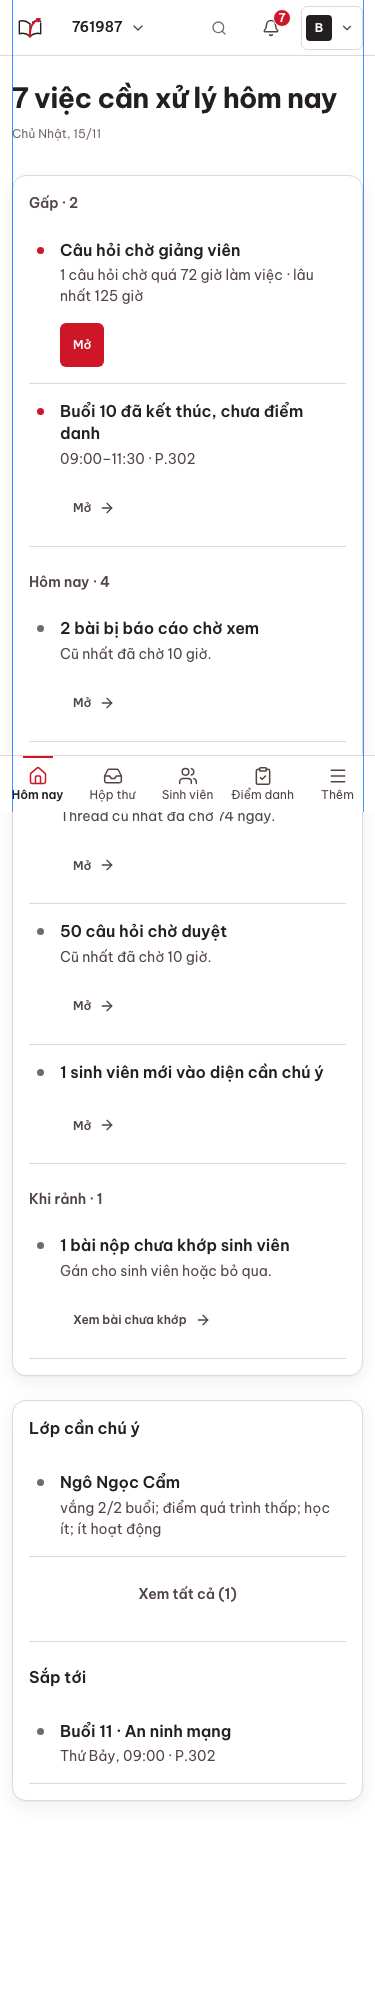 761987
7
B
7 việc cần xử lý hôm nay
Chủ Nhật, 15/11
Gấp · 2
Câu hỏi chờ giảng viên
1 câu hỏi chờ quá 72 giờ làm việc · lâu
nhất 125 giờ
Mở
Buổi 10 đã kết thúc, chưa điểm
danh
09:00–11:30 · P.302
Mở
Hôm nay · 4
2 bài bị báo cáo chờ xem
Cũ nhất đã chờ 10 giờ.
Mở
Hôm nay
Hộp thư
Sinh viên
Điểm danh
Thêm
Thread cũ nhất đã chờ 74 ngày.
Mở
50 câu hỏi chờ duyệt
Cũ nhất đã chờ 10 giờ.
Mở
1 sinh viên mới vào diện cần chú ý
Mở
Khi rảnh · 1
1 bài nộp chưa khớp sinh viên
Gán cho sinh viên hoặc bỏ qua.
Xem bài chưa khớp
Lớp cần chú ý
Ngô Ngọc Cẩm
vắng 2/2 buổi; điểm quá trình thấp; học
ít; ít hoạt động
Xem tất cả (1)
Sắp tới
Buổi 11 · An ninh mạng
Thứ Bảy, 09:00 · P.302